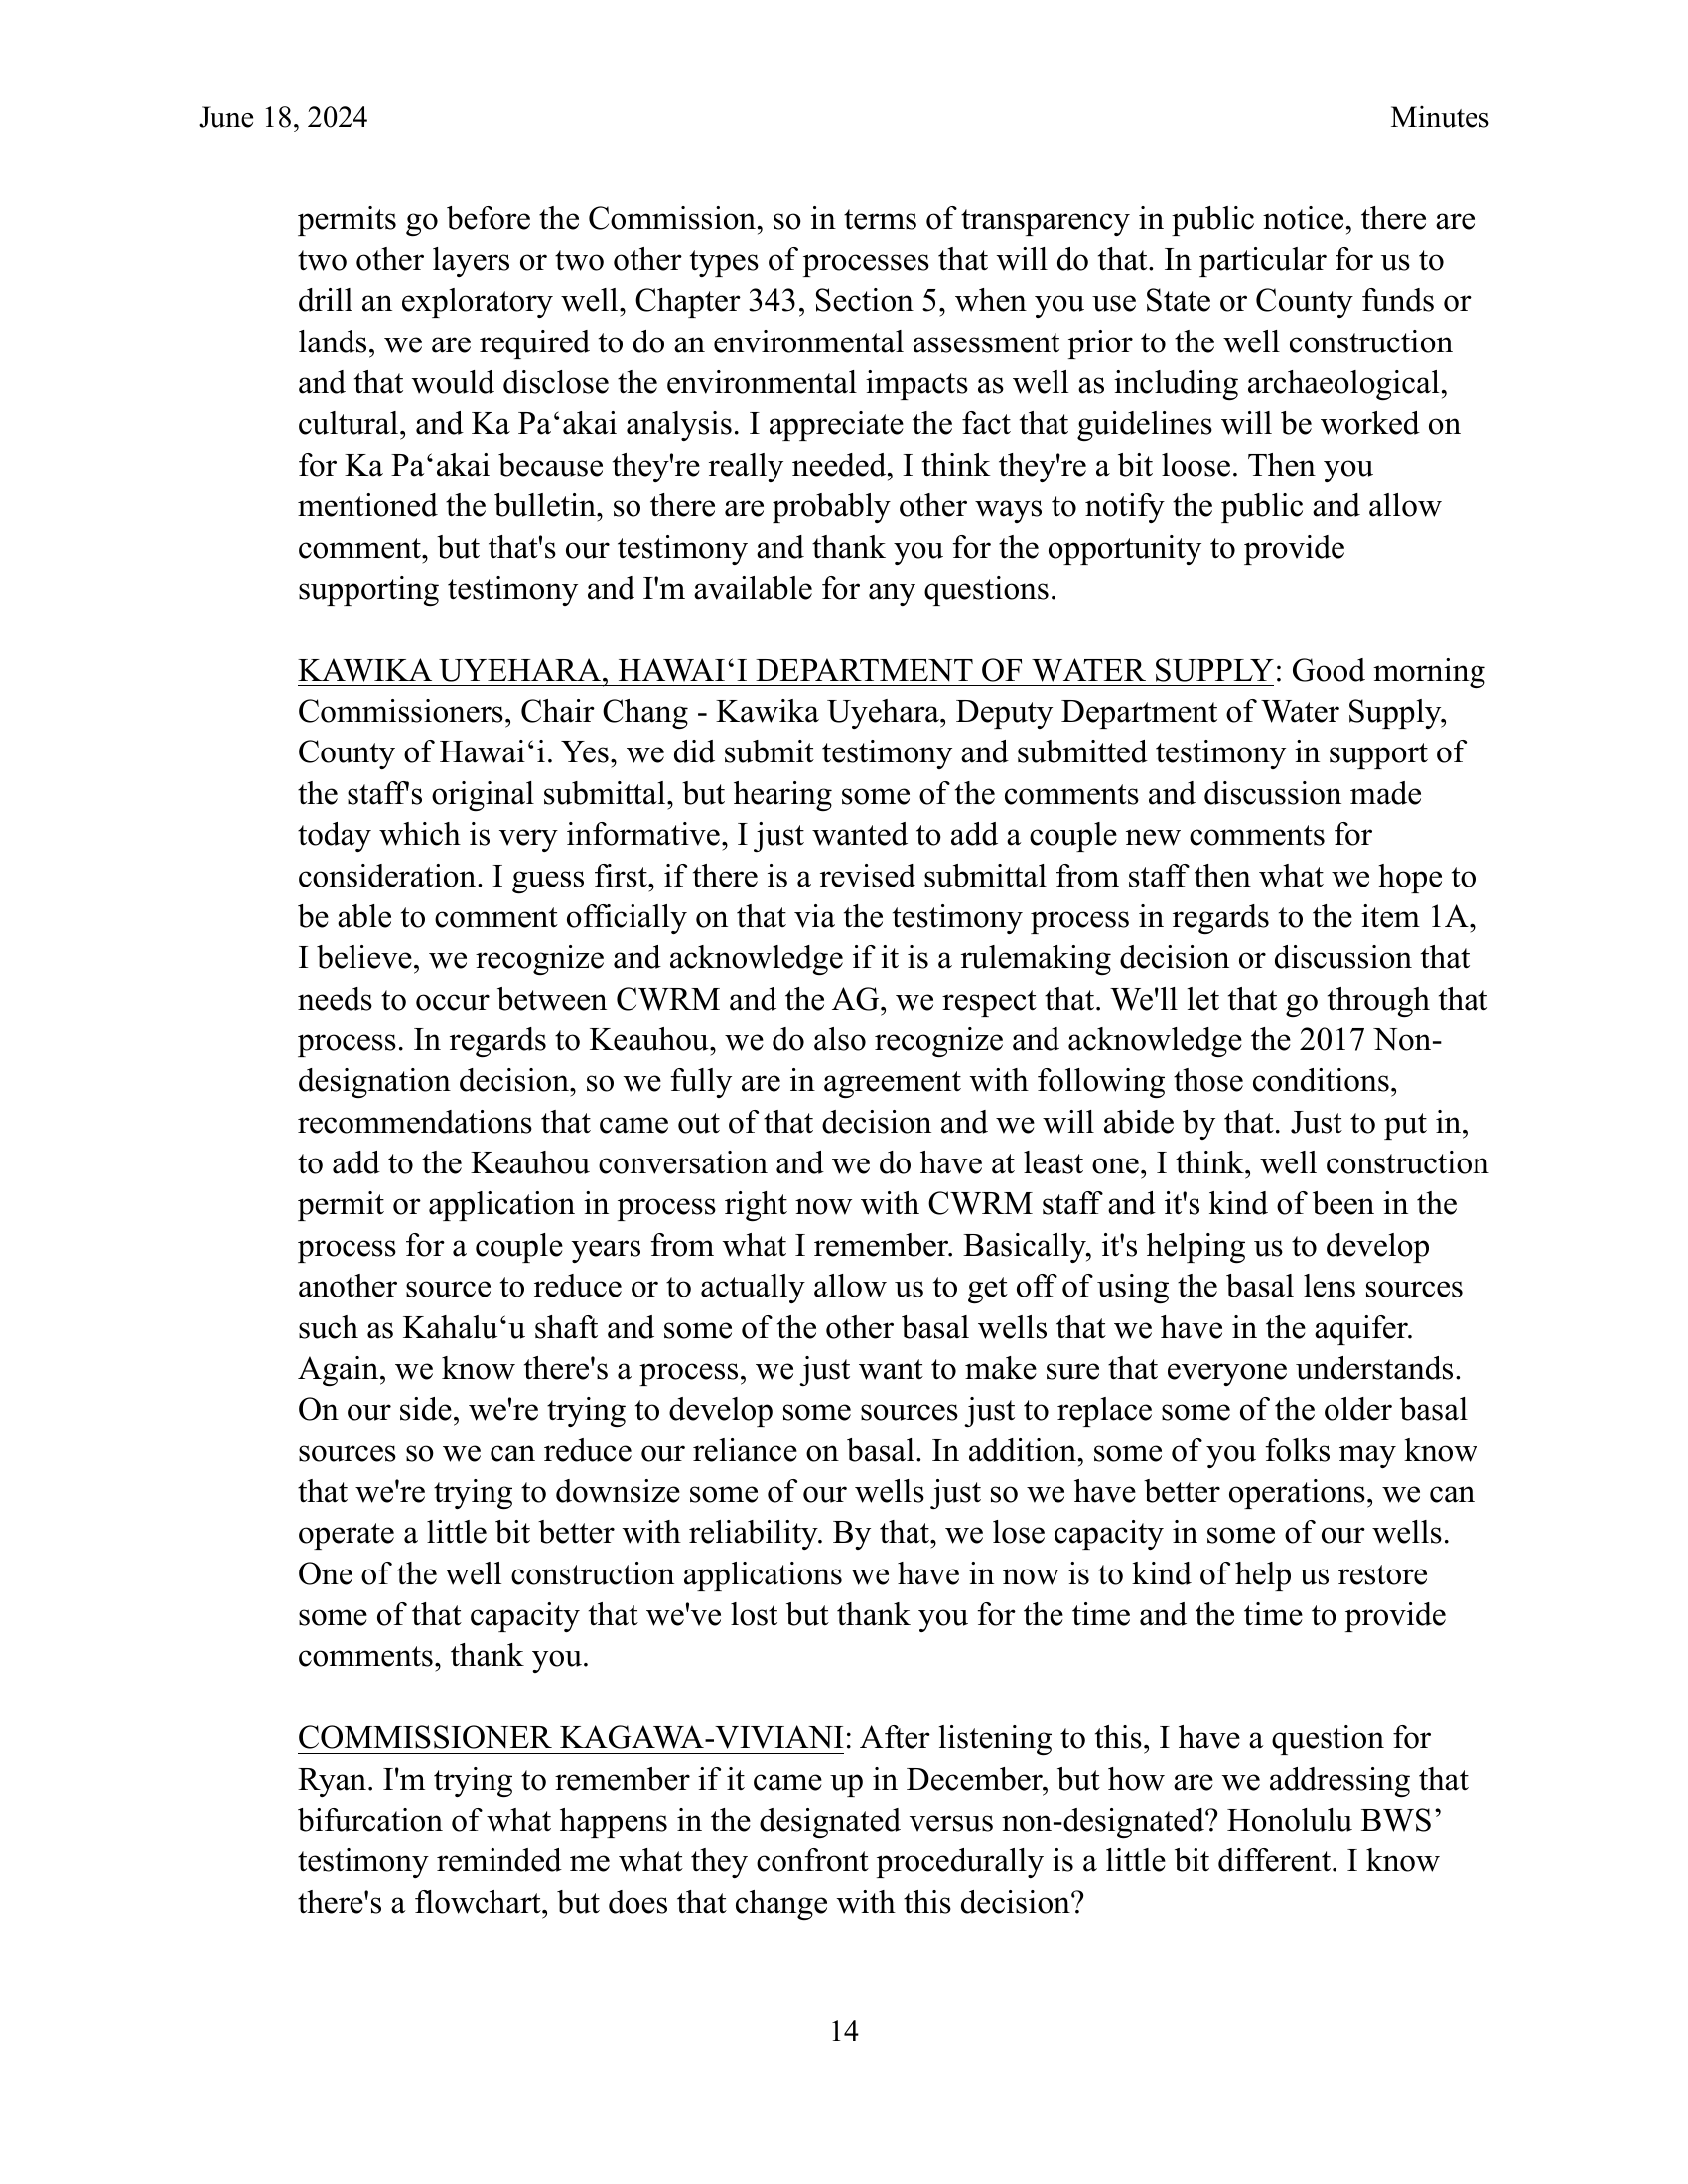 June 18, 2024 Minutes
permits go before the Commission, so in terms of transparency in public notice, there are
two other layers or two other types of processes that will do that. In particular for us to
drill an exploratory well, Chapter 343, Section 5, when you use State or County funds or
lands, we are required to do an environmental assessment prior to the well construction
and that would disclose the environmental impacts as well as including archaeological,
cultural, and Ka Paʻakai analysis. I appreciate the fact that guidelines will be worked on
for Ka Paʻakai because they're really needed, I think they're a bit loose. Then you
mentioned the bulletin, so there are probably other ways to notify the public and allow
comment, but that's our testimony and thank you for the opportunity to provide
supporting testimony and I'm available for any questions.
KAWIKA UYEHARA, HAWAIʻI DEPARTMENT OF WATER SUPPLY: Good morning
Commissioners, Chair Chang - Kawika Uyehara, Deputy Department of Water Supply,
County of Hawaiʻi. Yes, we did submit testimony and submitted testimony in support of
the staff's original submittal, but hearing some of the comments and discussion made
today which is very informative, I just wanted to add a couple new comments for
consideration. I guess first, if there is a revised submittal from staff then what we hope to
be able to comment officially on that via the testimony process in regards to the item 1A,
I believe, we recognize and acknowledge if it is a rulemaking decision or discussion that
needs to occur between CWRM and the AG, we respect that. We'll let that go through that
process. In regards to Keauhou, we do also recognize and acknowledge the 2017 Non-
designation decision, so we fully are in agreement with following those conditions,
recommendations that came out of that decision and we will abide by that. Just to put in,
to add to the Keauhou conversation and we do have at least one, I think, well construction
permit or application in process right now with CWRM staff and it's kind of been in the
process for a couple years from what I remember. Basically, it's helping us to develop
another source to reduce or to actually allow us to get off of using the basal lens sources
such as Kahaluʻu shaft and some of the other basal wells that we have in the aquifer.
Again, we know there's a process, we just want to make sure that everyone understands.
On our side, we're trying to develop some sources just to replace some of the older basal
sources so we can reduce our reliance on basal. In addition, some of you folks may know
that we're trying to downsize some of our wells just so we have better operations, we can
operate a little bit better with reliability. By that, we lose capacity in some of our wells.
One of the well construction applications we have in now is to kind of help us restore
some of that capacity that we've lost but thank you for the time and the time to provide
comments, thank you.
COMMISSIONER KAGAWA-VIVIANI: After listening to this, I have a question for
Ryan. I'm trying to remember if it came up in December, but how are we addressing that
bifurcation of what happens in the designated versus non-designated? Honolulu BWS’
testimony reminded me what they confront procedurally is a little bit different. I know
there's a flowchart, but does that change with this decision?
14